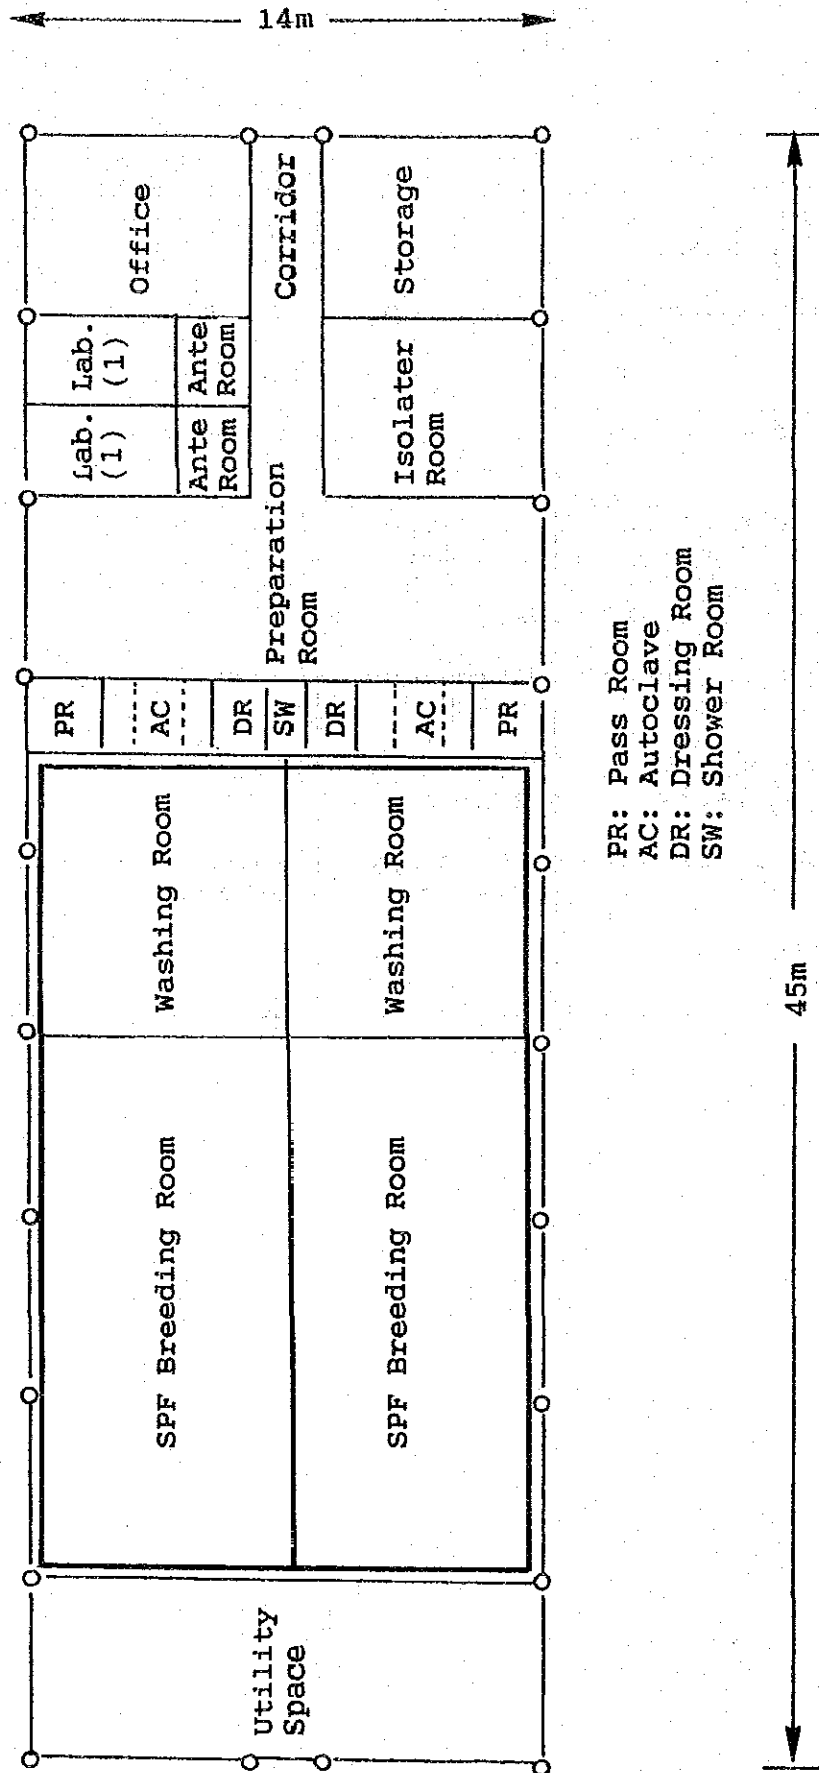 14m
Office
Corridor
Storage
Lab.
(1)
Ante
Room
Lab.
(1)
Ante
Room
Isolater
Room
Preparation
Room
PR
AC
DR
SW
DR
AC
PR
Washing Room
Washing Room
SPF Breeding Room
SPF Breeding Room
Utility
Space
PR: Pass Room
AC: Autoclave
DR: Dressing Room
SW: Shower Room
45m